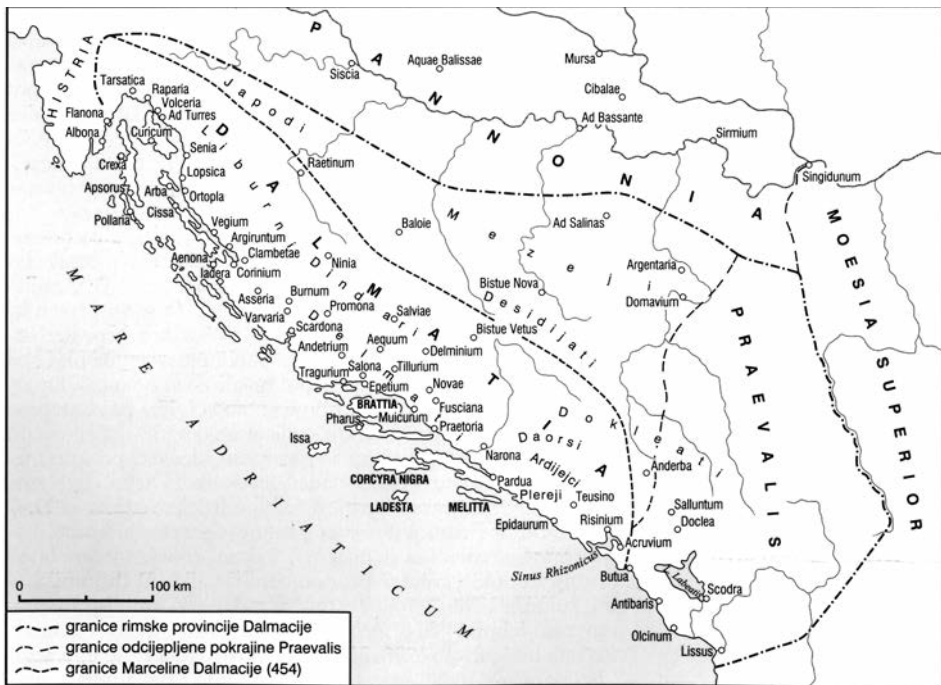 PANNONIA
Siscia
Aquae Balissae
Mursa
Cibalae
Ad Bassante
Sirmium
Singidunum
HISTRIA
Tarsatica
Raparia
Volceria
Ad Turres
Flanona
Albona
Curicum
Crexa
Senia
Lopsica
Apsorus
Arba
Ortopla
Cissa
Pollaria
Vegium
Argiruntum
Aenona
Clambetae
Iadera
Corinium
Japodi
Liburni
DALMATIA
Raetinum
Baloie
Mezeii
Ad Salinas
Argentaria
Domavium
Bistue Nova
Desidijati
Ninia
Dindari
Asseria
Burnum
Promona
Varvaria
Scardona
Salviae
Bistue Vetus
Andetrium
Aequum
Delminium
Tragurium
Salona
Tillurium
Epetium
Novae
BRATTIA
Fusciana
Muicurum
Pharus
Praetoria
Issa
Narona
CORCYRA NIGRA
LADESTA
MELITTA
Pardua
Daorsi
Ardijejci
Plereji
Dokleati
Anderba
Teusino
Epidaurum
Risinium
Salluntum
Doclea
Acruvium
Sinus Rhizonicus
Butua
Scodra
Antibaris
Olcinum
Lissus
PRAEVALIS
MOESIA SUPERIOR
MARE ADRIATICUM
0 100 km
granice rimske provincije Dalmacije
granice odcijepljene pokrajine Praevalis
granice Marceline Dalmacije (454)